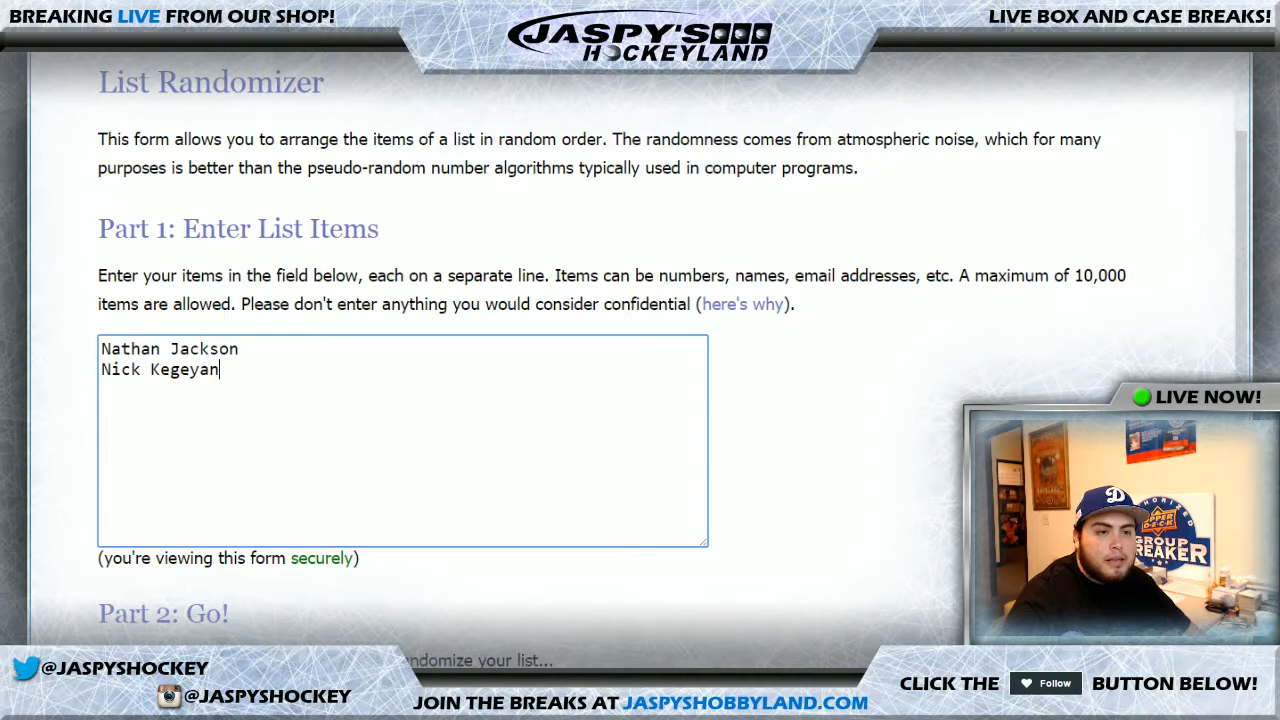 BREAKING LIVE FROM OUR SHOP!
JASPY'S
HOCKEYLAND
LIVE BOX AND CASE BREAKS!
List Randomizer
This form allows you to arrange the items of a list in random order. The randomness comes from atmospheric noise, which for many
purposes is better than the pseudo-random number algorithms typically used in computer programs.
Part 1: Enter List Items
Enter your items in the field below, each on a separate line. Items can be numbers, names, email addresses, etc. A maximum of 10,000
items are allowed. Please don't enter anything you would consider confidential (here's why).
Nathan Jackson
Nick Kegeyan
(you're viewing this form securely)
LIVE NOW!
D
AUTHORIZED
UPPER
DECK
GROUP
BREAKER
Part 2: Go!
ndomize your list...
@JASPYSHOCKEY
@JASPYSHOCKEY
JOIN THE BREAKS AT JASPYSHOBBYLAND.COM
CLICK THE Follow BUTTON BELOW!